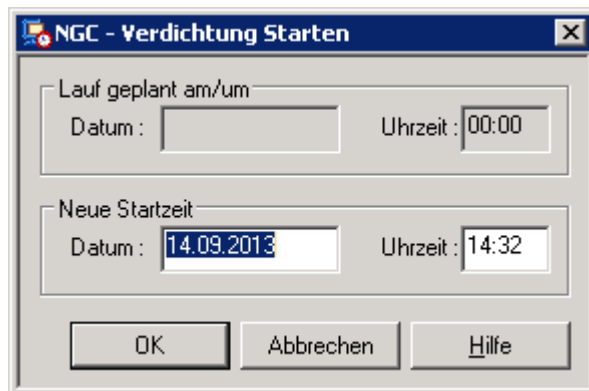 NGC - Verdichtung Starten
Lauf geplant am/um
Datum : Uhrzeit : 00:00
Neue Startzeit
Datum : 14.09.2013 Uhrzeit : 14:32
OK Abbrechen Hilfe